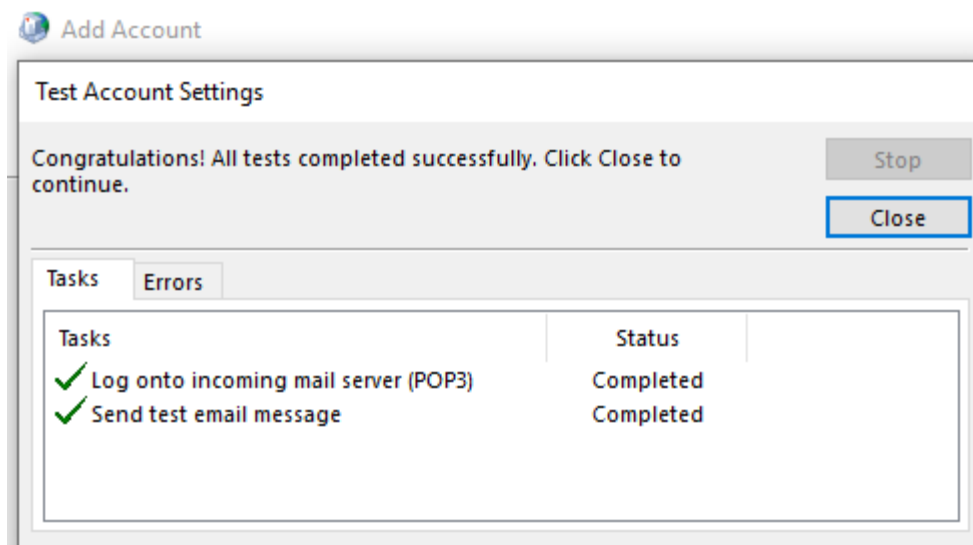 Add Account
Test Account Settings
Congratulations! All tests completed successfully. Click Close to
continue.
Stop
Close
Tasks
Errors
Tasks
Status
Log onto incoming mail server (POP3)
Completed
Send test email message
Completed